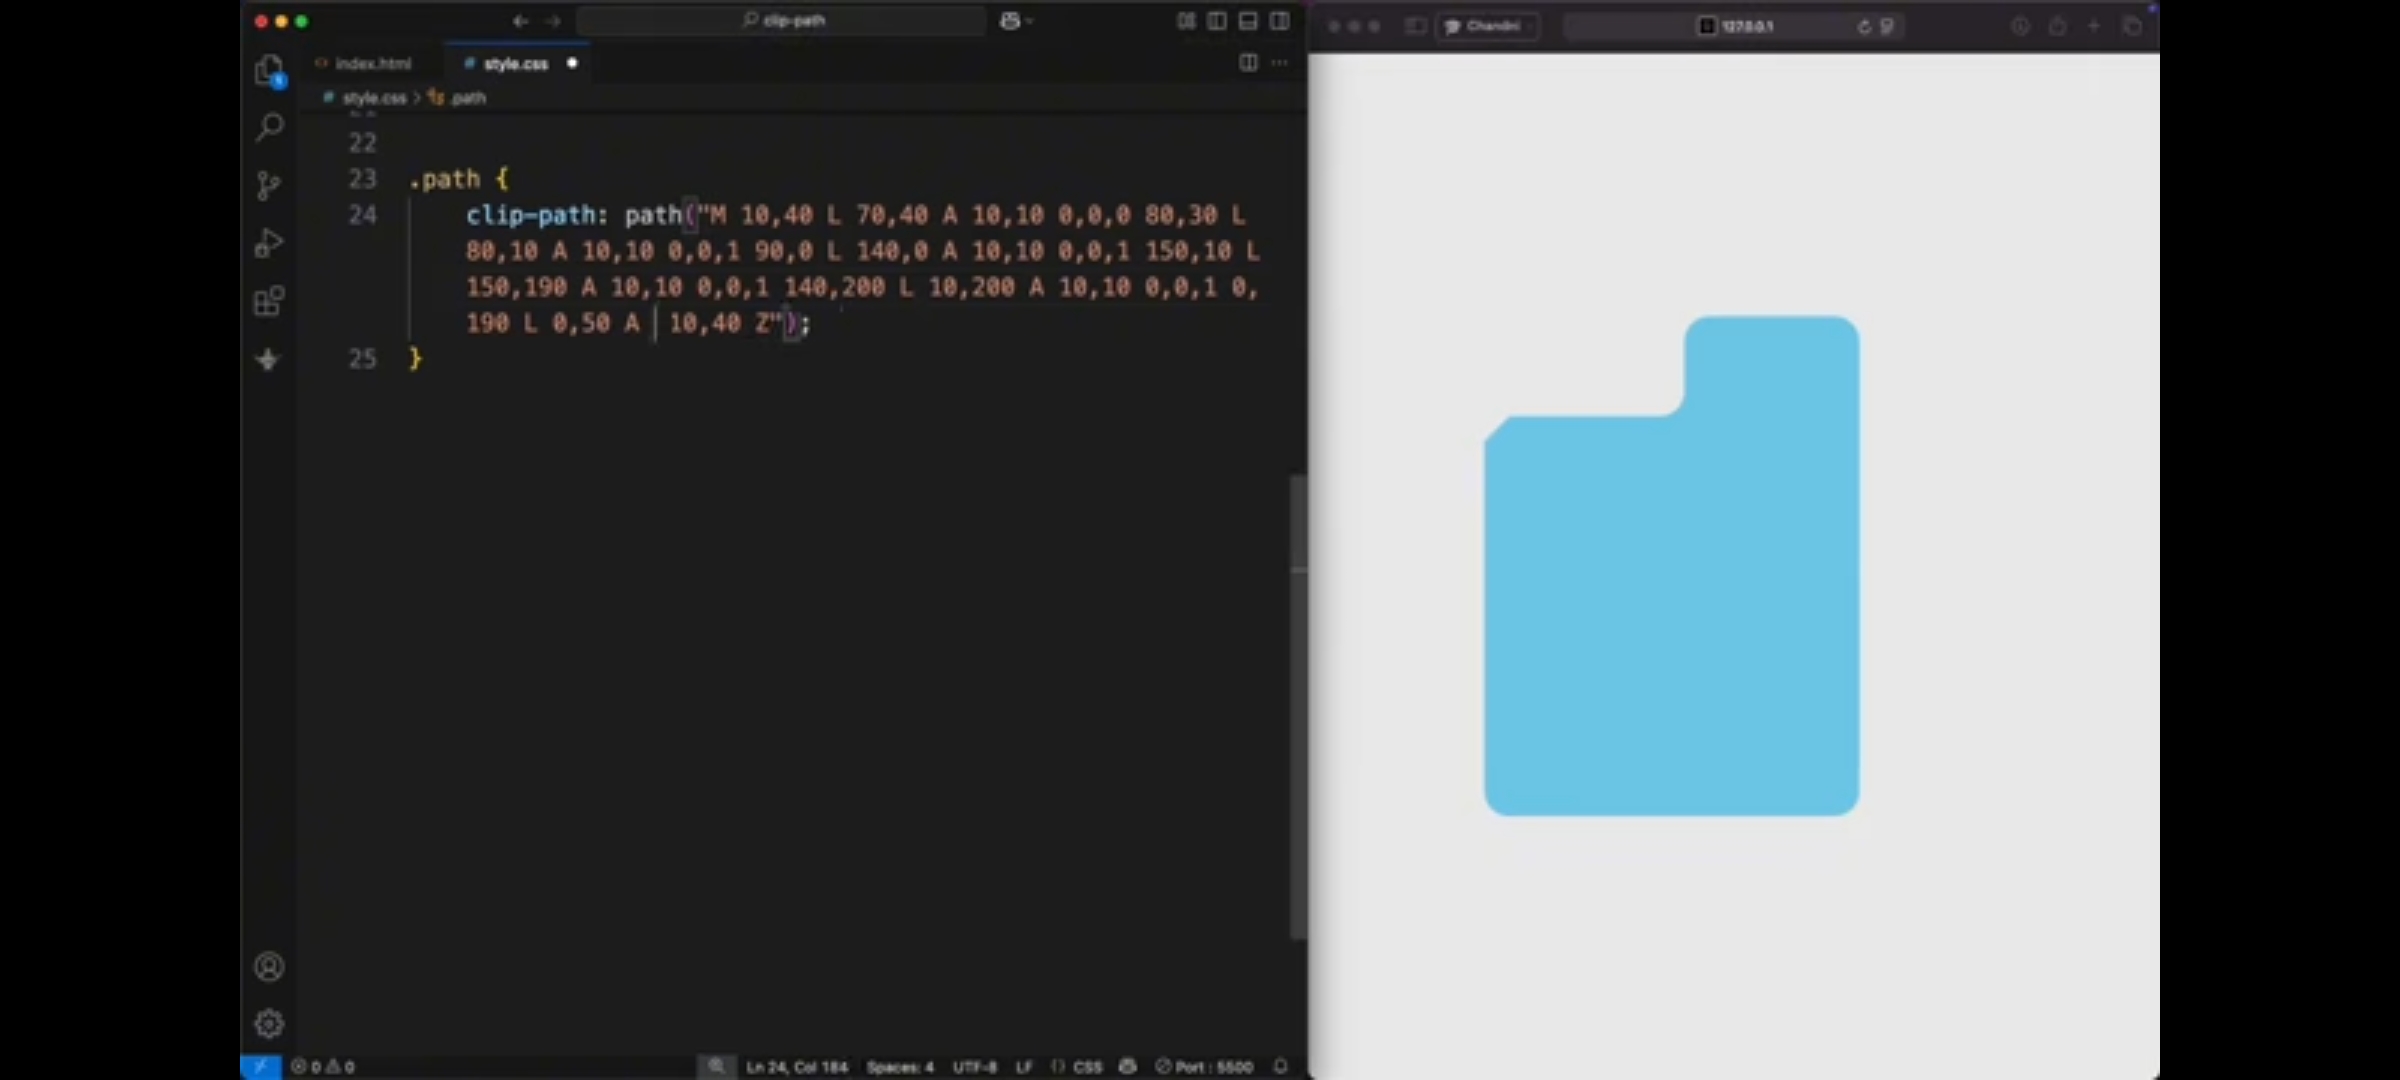 clip-path
Chandni
127.0.0.1
index.html
style.css
style.css > .path
21
22
23 .path {
24 clip-path: path("M 10,40 L 70,40 A 10,10 0,0,0 80,30 L
80,10 A 10,10 0,0,1 90,0 L 140,0 A 10,10 0,0,1 150,10 L
150,190 A 10,10 0,0,1 140,200 L 10,200 A 10,10 0,0,1 0,
190 L 0,50 A 10,40 Z");
25 }
0 0 Ln 24, Col 184 Spaces: 4 UTF-8 LF {} CSS Port : 5500